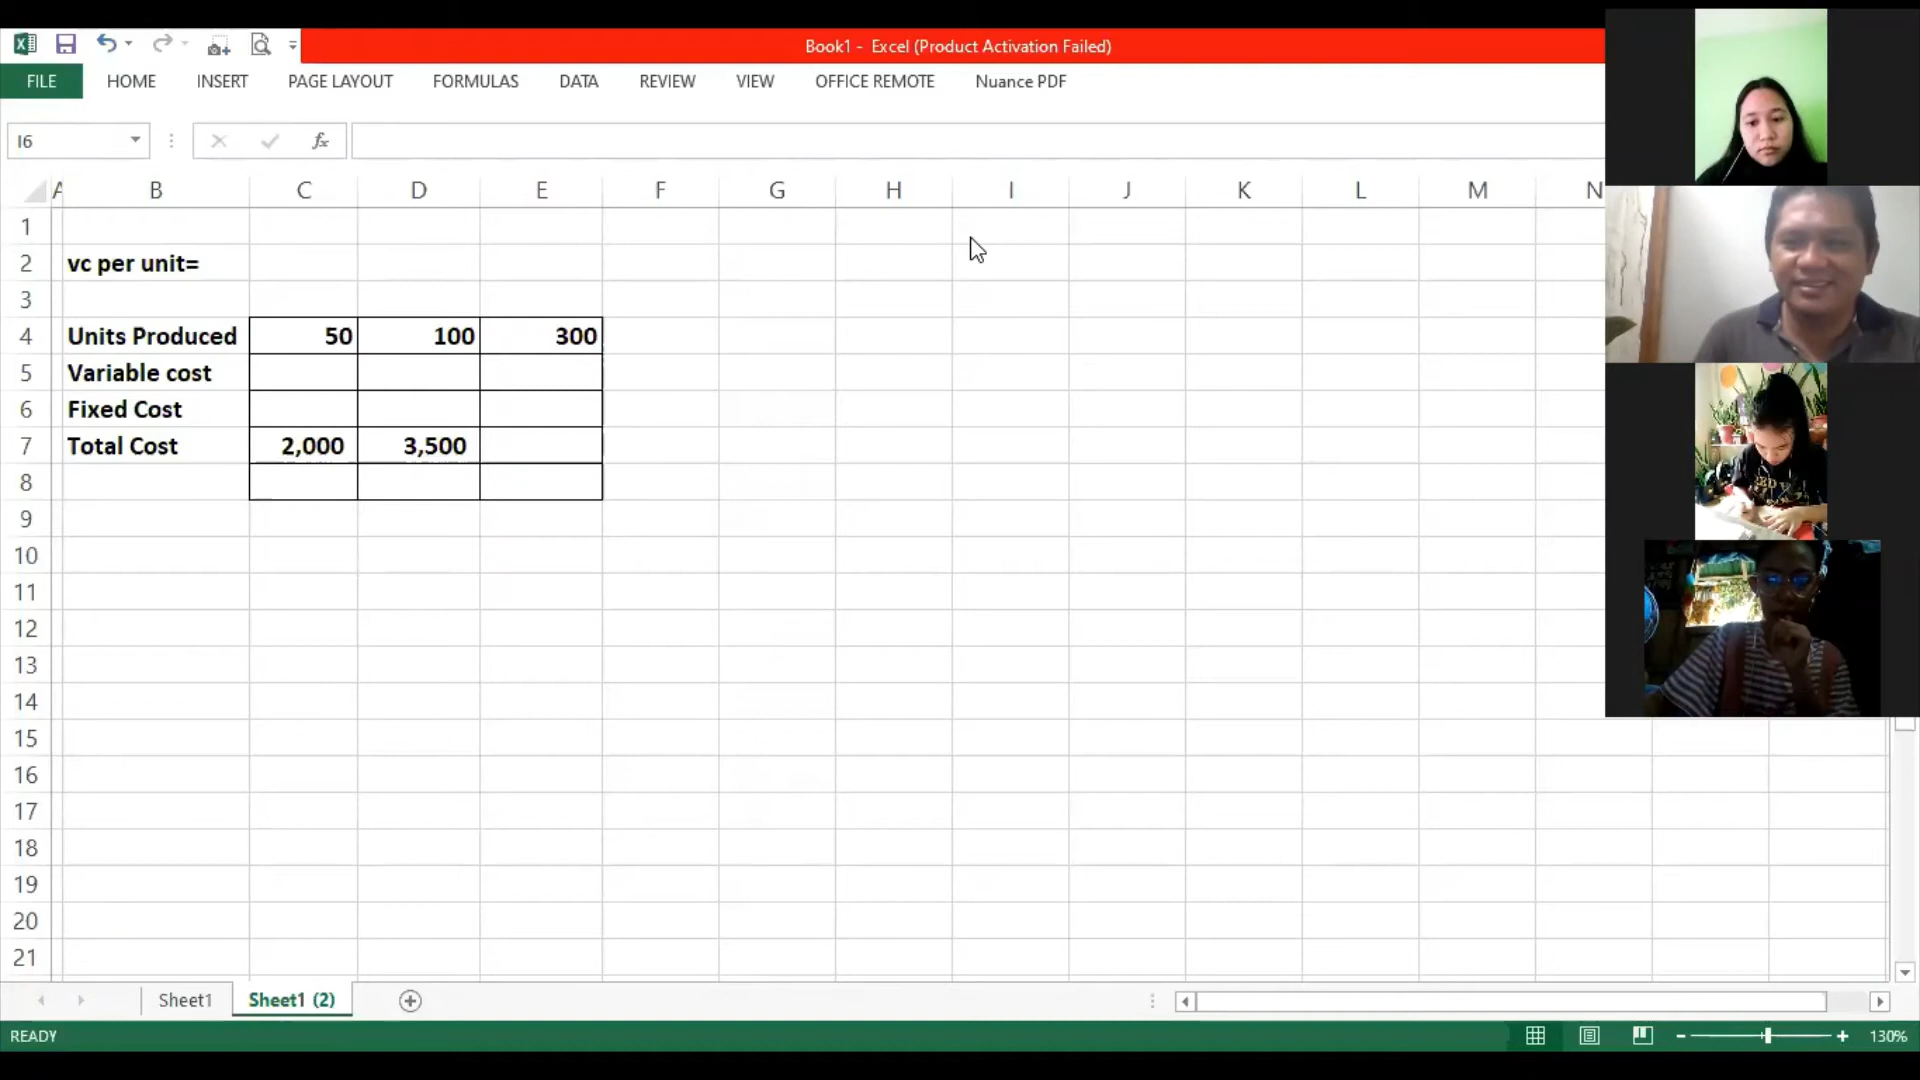 Book1 - Excel (Product Activation Failed)
FILE HOME INSERT PAGE LAYOUT FORMULAS DATA REVIEW VIEW OFFICE REMOTE Nuance PDF
I6 fx
A B C D E F G H I J K L M N
1
2 vc per unit=
3
4 Units Produced 50 100 300
5 Variable cost
6 Fixed Cost
7 Total Cost 2,000 3,500
8
9
10
11
12
13
14
15
16
17
18
19
20
21
Sheet1 Sheet1 (2)
READY 130%